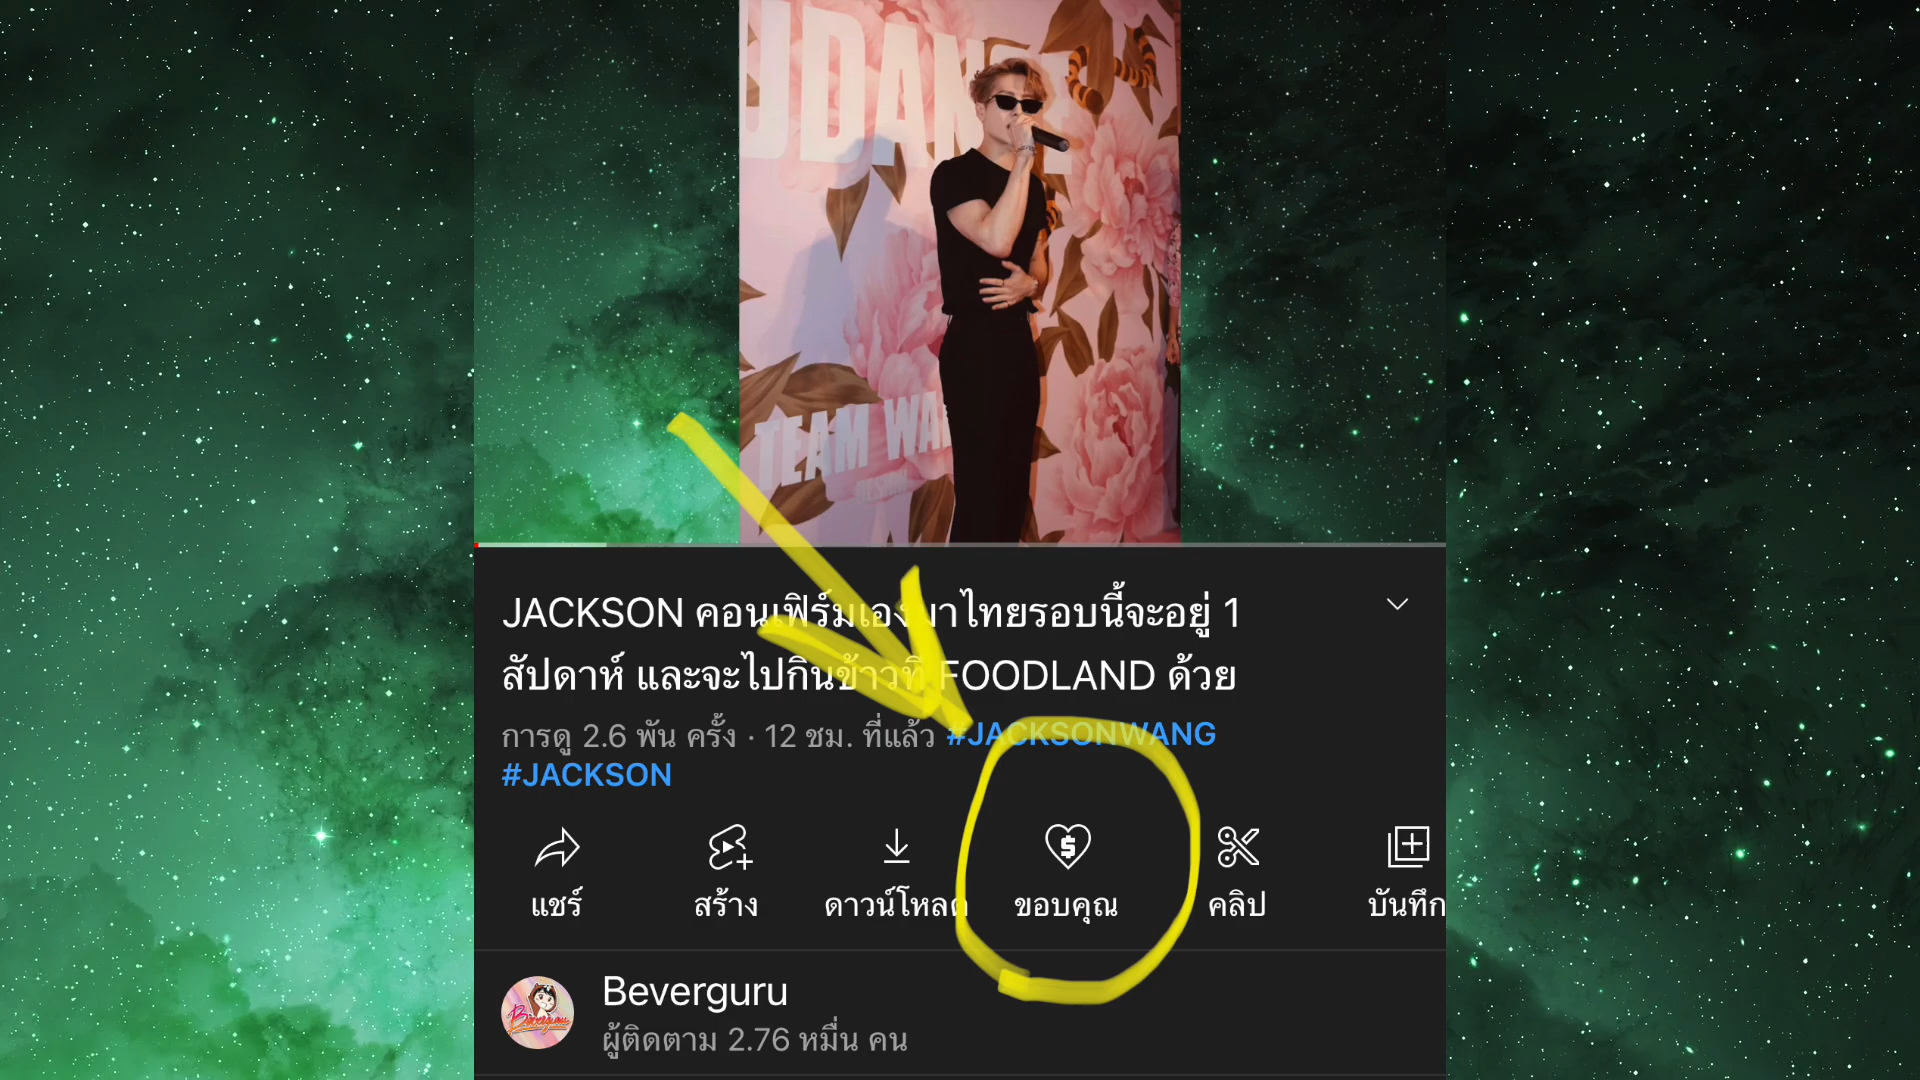 UDANCE
TEAM WAN
JACKSON คอนเฟิร์มเอง มาไทยรอบนี้จะอยู่ 1
สัปดาห์ และจะไปกินข้าวที่ FOODLAND ด้วย
การดู 2.6 พัน ครั้ง · 12 ชม. ที่แล้ว #JACKSONWANG
#JACKSON
แชร์ สร้าง ดาวน์โหลด ขอบคุณ คลิป บันทึก
Beverguru
Beverguru
ผู้ติดตาม 2.76 หมื่น คน